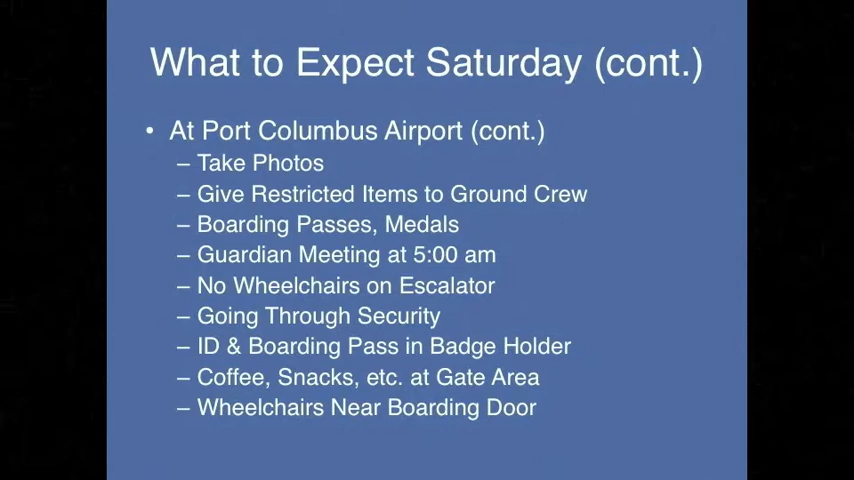 What to Expect Saturday (cont.)
• At Port Columbus Airport (cont.)
– Take Photos
– Give Restricted Items to Ground Crew
– Boarding Passes, Medals
– Guardian Meeting at 5:00 am
– No Wheelchairs on Escalator
– Going Through Security
– ID & Boarding Pass in Badge Holder
– Coffee, Snacks, etc. at Gate Area
– Wheelchairs Near Boarding Door